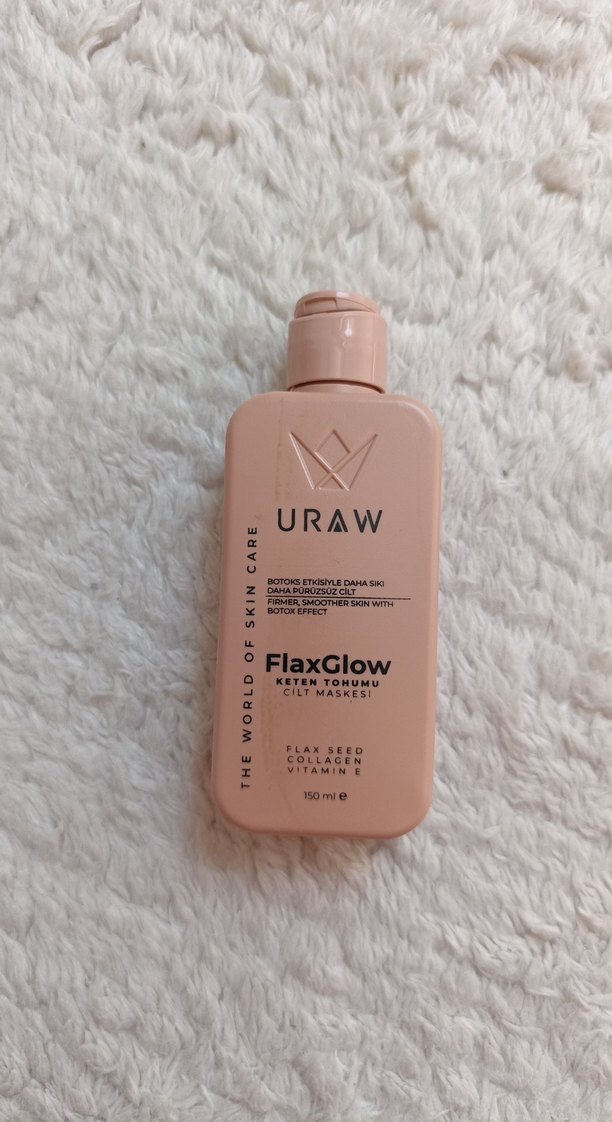 URAW
THE WORLD OF SKIN CARE
BOTOKS ETKİSİYLE DAHA SIKI
DAHA PÜRÜZSÜZ CİLT
FIRMER, SMOOTHER SKIN WITH
BOTOX EFFECT
FlaxGlow
KETEN TOHUMU
CİLT MASKESİ
FLAX SEED
COLLAGEN
VITAMIN E
150 ml ℮